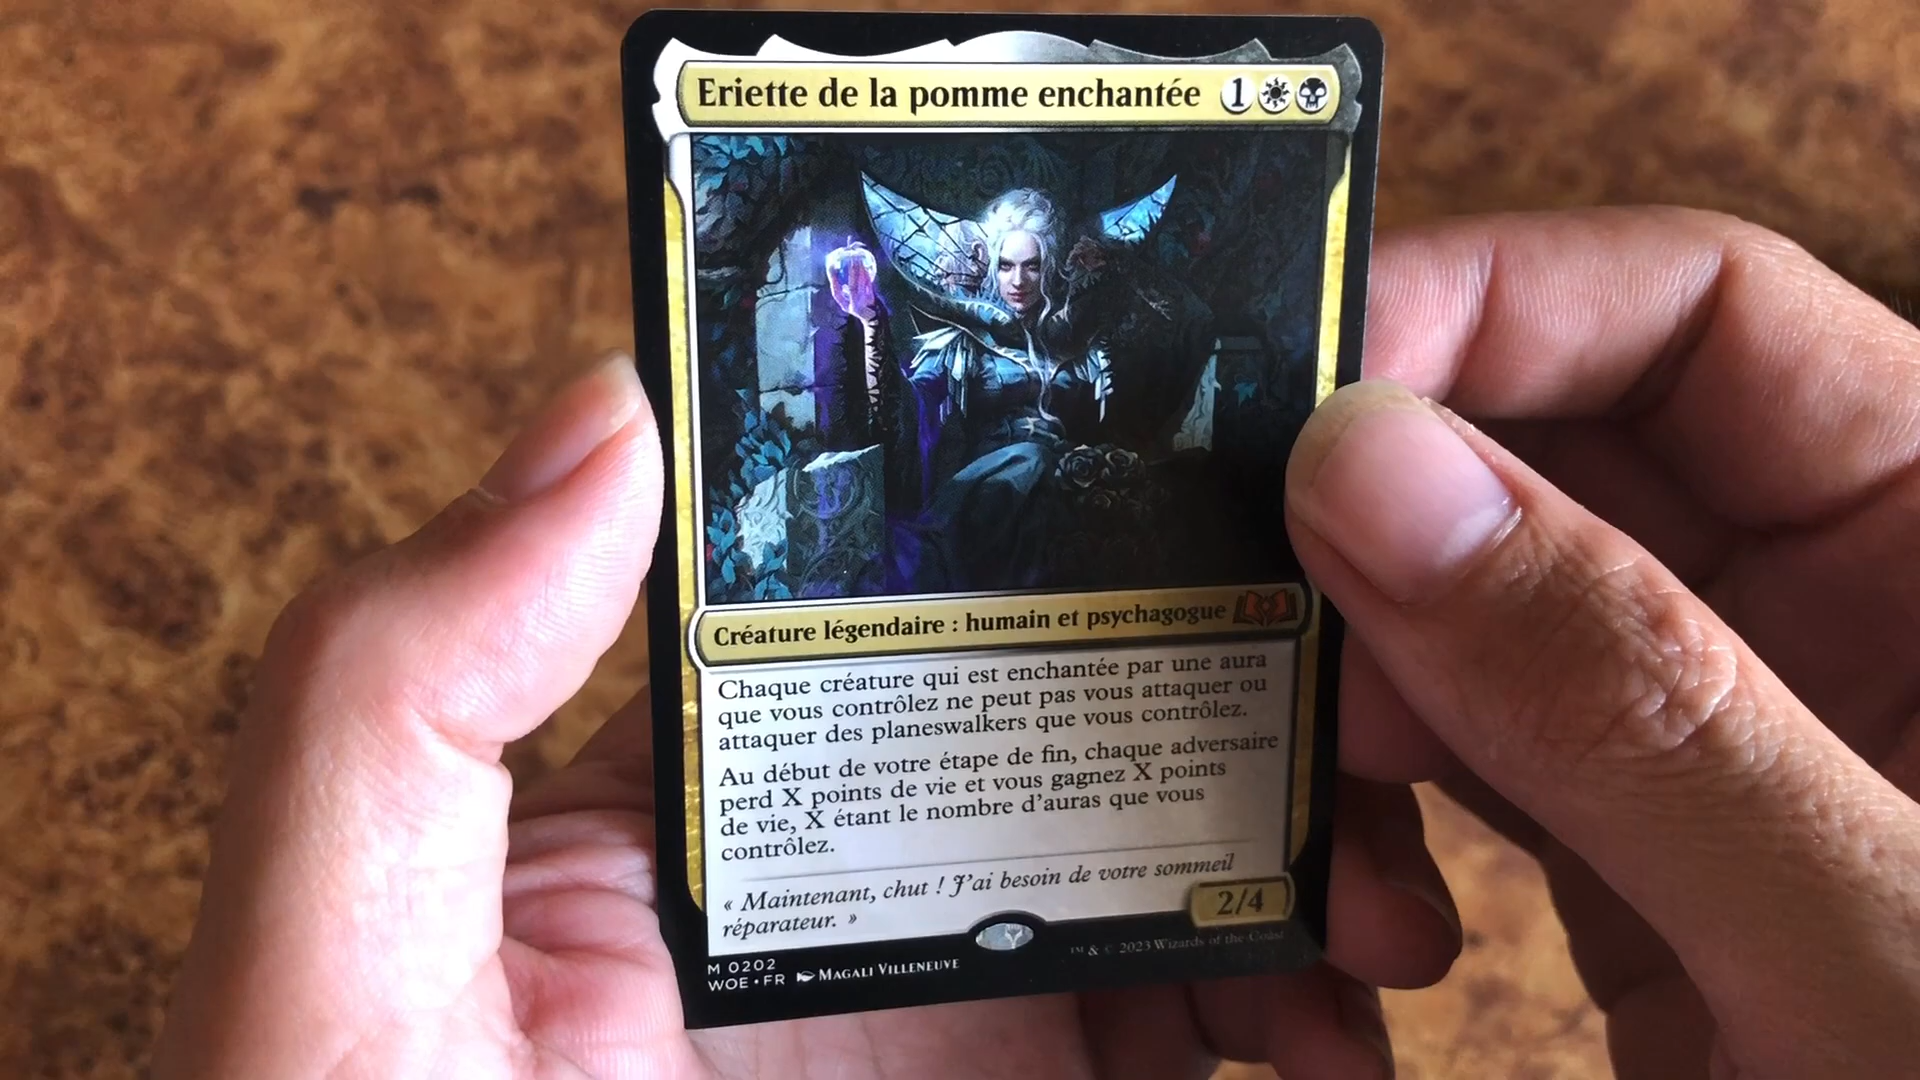 Eriette de la pomme enchantée 1
Créature légendaire : humain et psychagogue
Chaque créature qui est enchantée par une aura
que vous contrôlez ne peut pas vous attaquer ou
attaquer des planeswalkers que vous contrôlez.
Au début de votre étape de fin, chaque adversaire
perd X points de vie et vous gagnez X points
de vie, X étant le nombre d'auras que vous
contrôlez.
« Maintenant, chut ! J'ai besoin de votre sommeil
réparateur. »
2/4
M 0202
WOE • FR MAGALI VILLENEUVE
™ & © 2023 Wizards of the Coast